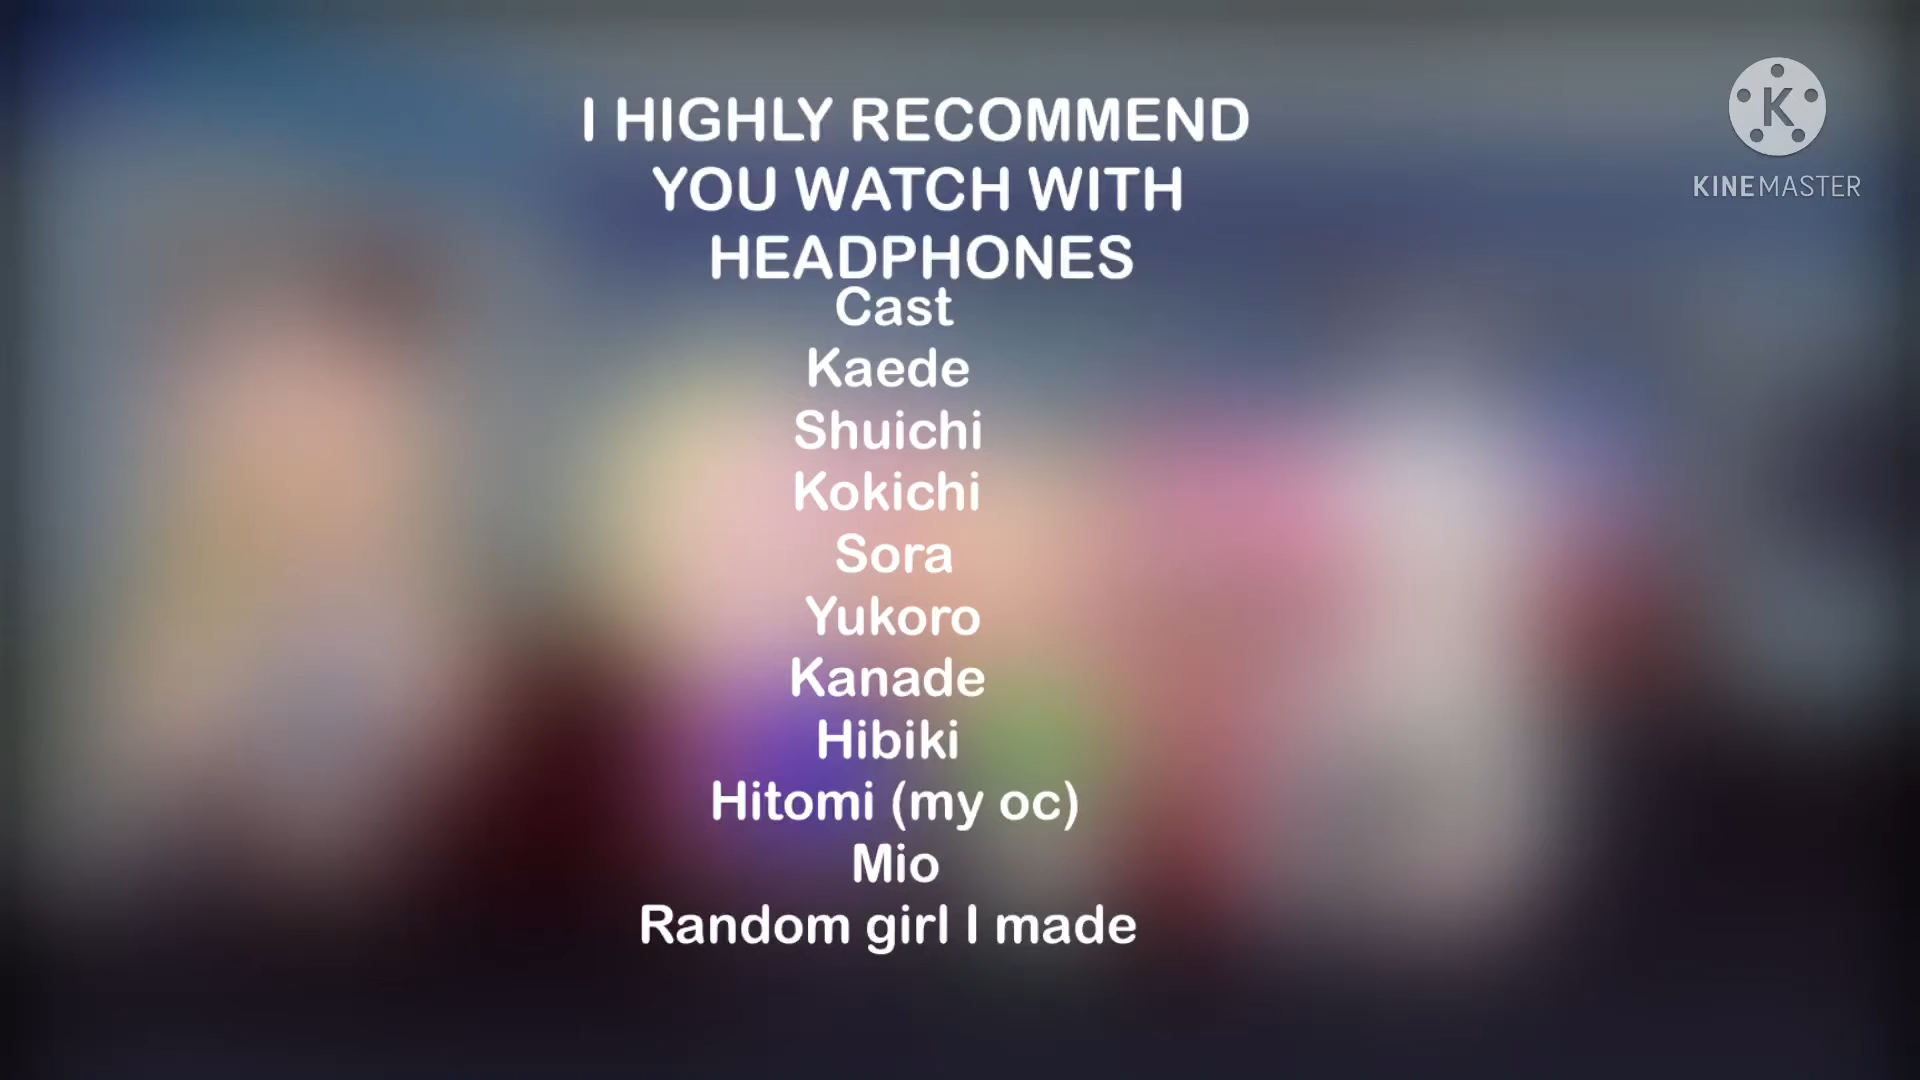 I HIGHLY RECOMMEND
YOU WATCH WITH
HEADPHONES
Cast
Kaede
Shuichi
Kokichi
Sora
Yukoro
Kanade
Hibiki
Hitomi (my oc)
Mio
Random girl I made
K
KINEMASTER